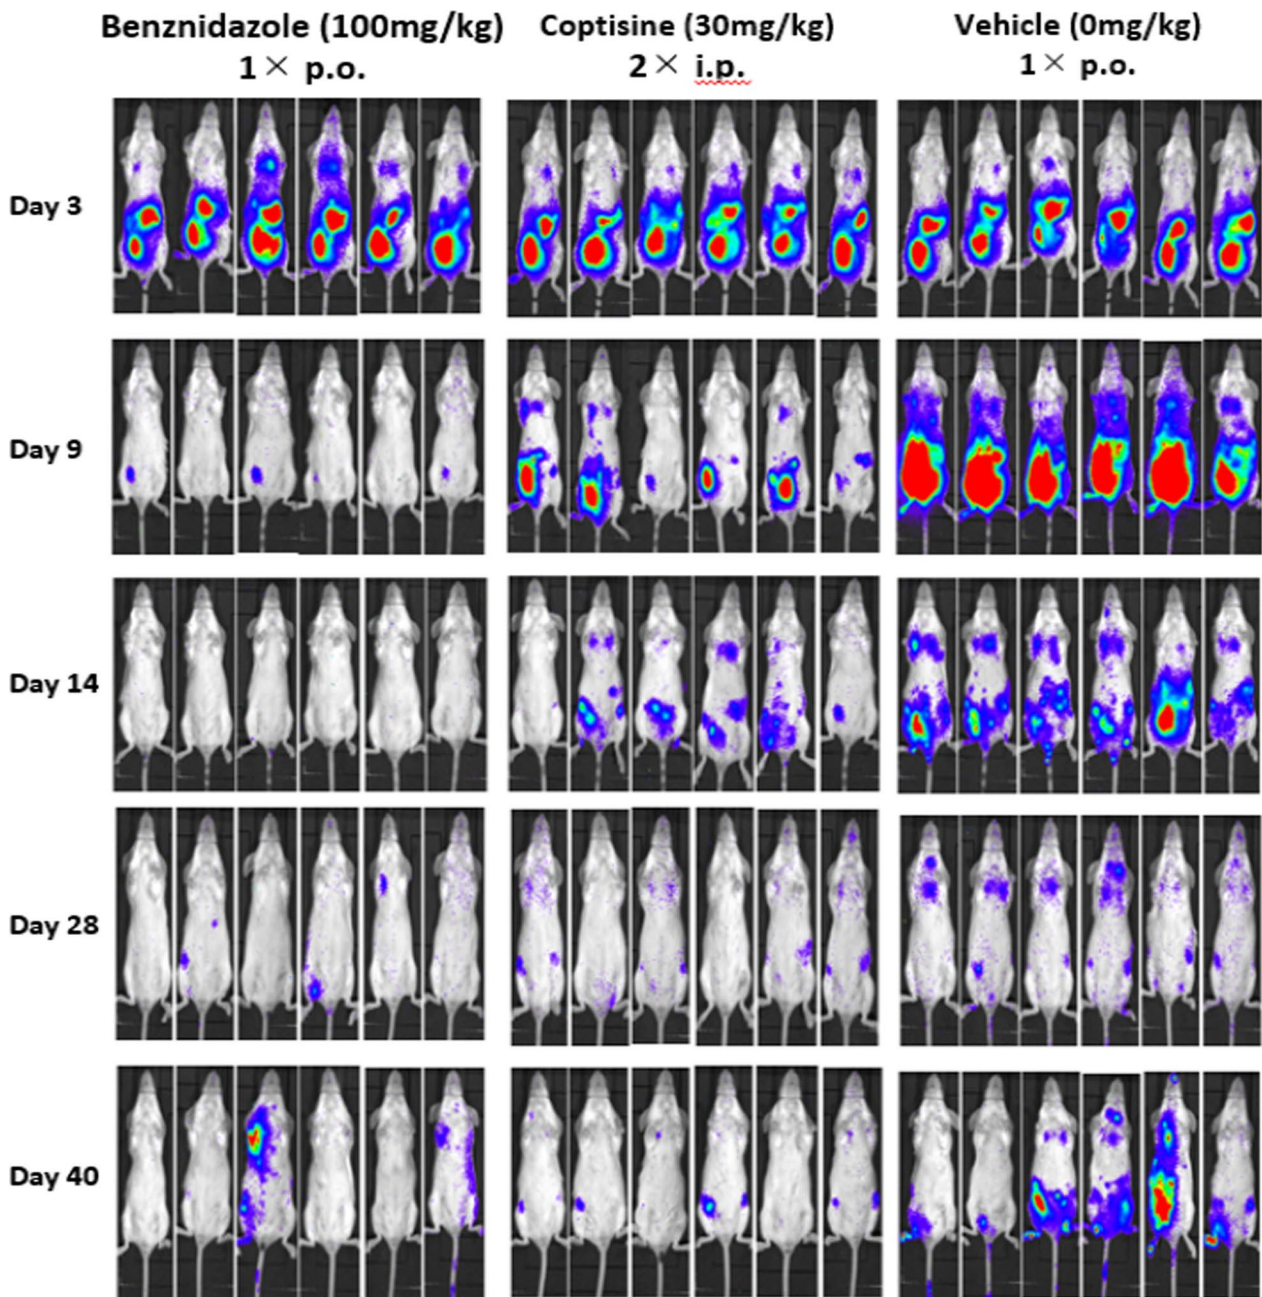 Benznidazole (100mg/kg)
1× p.o.
Coptisine (30mg/kg)
2× i.p.
Vehicle (0mg/kg)
1× p.o.
Day 3
Day 9
Day 14
Day 28
Day 40